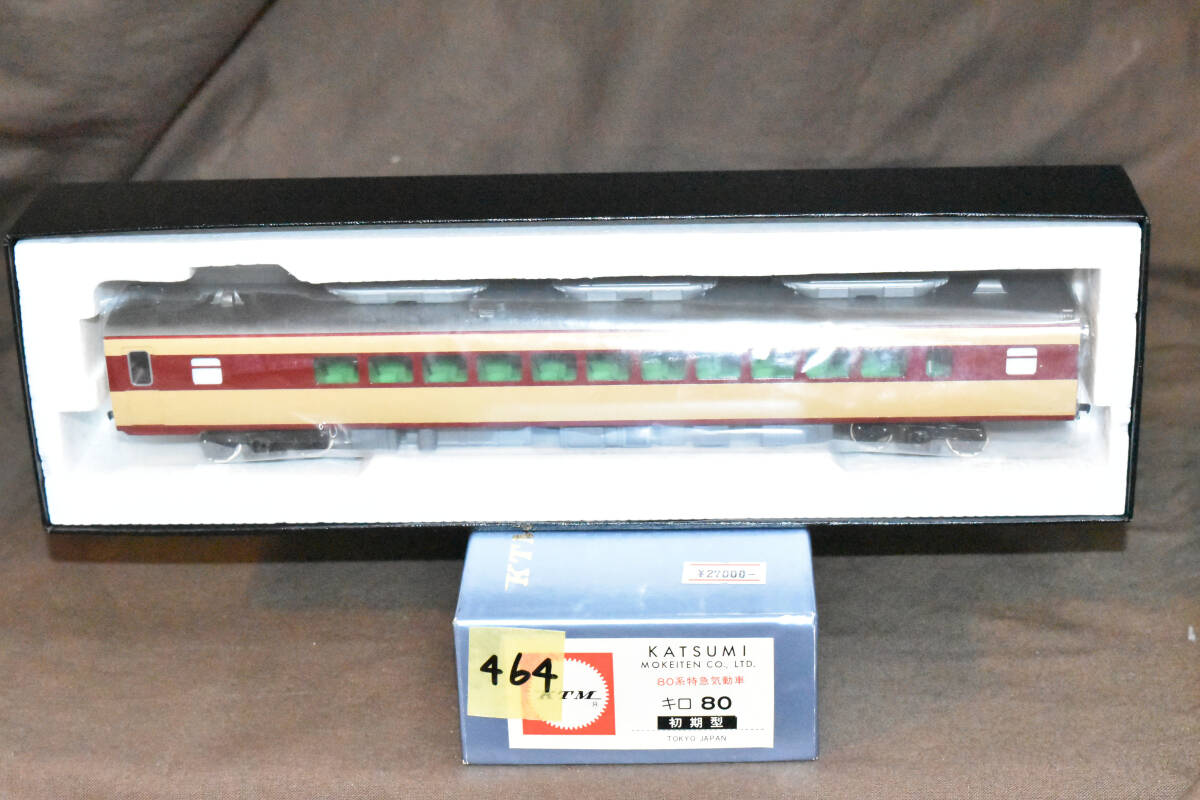 KTM
¥27000-
464
KTM
R
KATSUMI
MOKEITEN CO., LTD.
80系特急気動車
キロ 80
初期型
TOKYO JAPAN